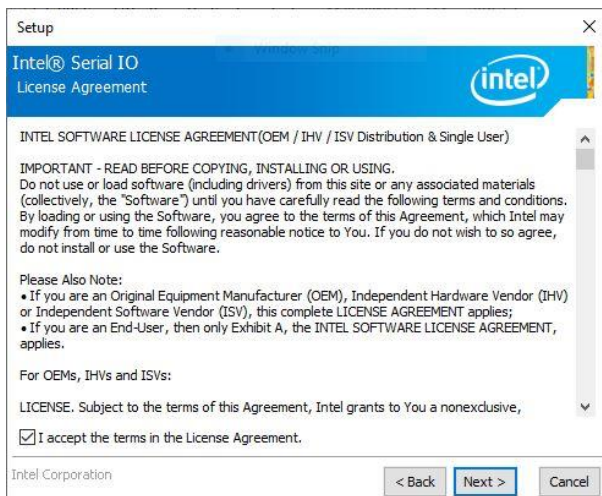 Setup
Window Snip
Intel® Serial IO
License Agreement
intel
INTEL SOFTWARE LICENSE AGREEMENT(OEM / IHV / ISV Distribution & Single User)
IMPORTANT - READ BEFORE COPYING, INSTALLING OR USING.
Do not use or load software (including drivers) from this site or any associated materials
(collectively, the "Software") until you have carefully read the following terms and conditions.
By loading or using the Software, you agree to the terms of this Agreement, which Intel may
modify from time to time following reasonable notice to You. If you do not wish to so agree,
do not install or use the Software.
Please Also Note:
• If you are an Original Equipment Manufacturer (OEM), Independent Hardware Vendor (IHV)
or Independent Software Vendor (ISV), this complete LICENSE AGREEMENT applies;
• If you are an End-User, then only Exhibit A, the INTEL SOFTWARE LICENSE AGREEMENT,
applies.
For OEMs, IHVs and ISVs:
LICENSE. Subject to the terms of this Agreement, Intel grants to You a nonexclusive,
I accept the terms in the License Agreement.
Intel Corporation
< Back Next > Cancel